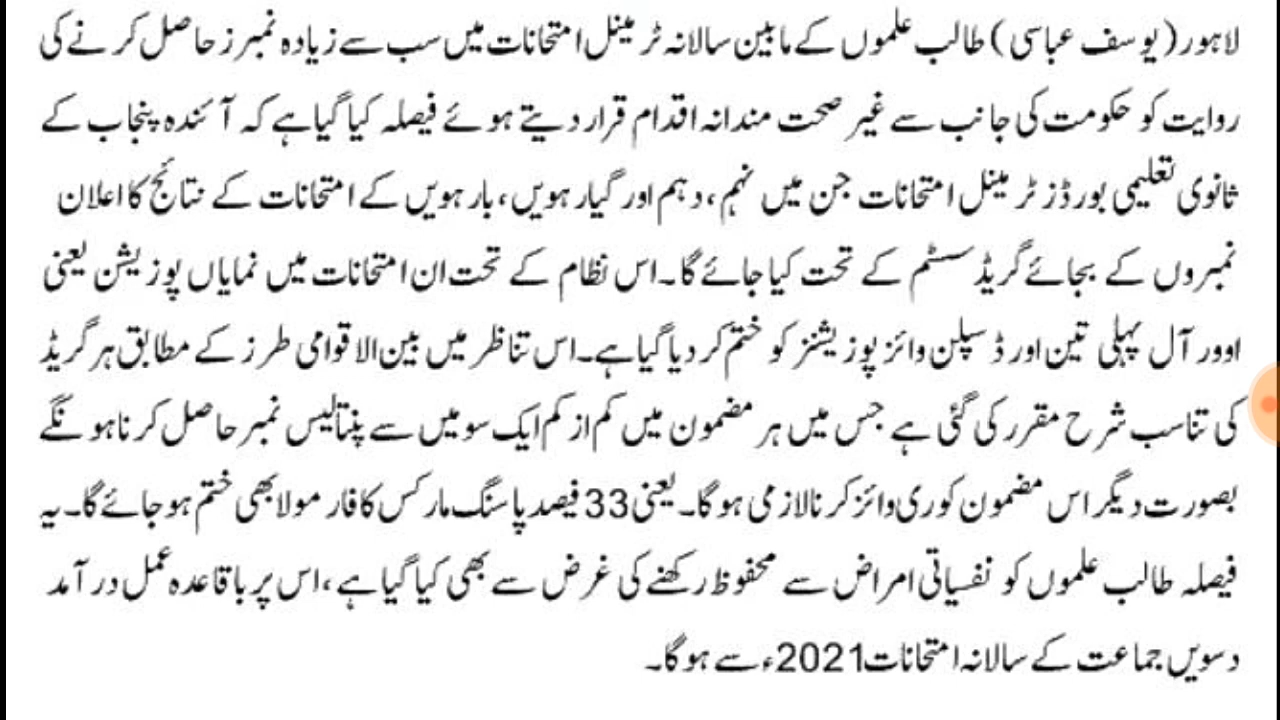 لاہور(یوسف عباسی) طالب علموں کے مابین سالانہ ٹرمینل امتحانات میں سب سے زیادہ نمبرز حاصل کرنے کی
روایت کو حکومت کی جانب سے غیر صحت مندانہ اقدام قرار دیتے ہوئے فیصلہ کیا گیا ہے کہ آئندہ پنجاب کے
ثانوی تعلیمی بورڈز ٹرمینل امتحانات جن میں نہم، دہم اور گیارہویں، بارہویں کے امتحانات کے نتائج کا اعلان
نمبروں کے بجائے گریڈ سسٹم کے تحت کیا جائے گا۔ اس نظام کے تحت ان امتحانات میں نمایاں پوزیشن یعنی
اوور آل پہلی تین اور ڈسپلن وائز پوزیشنز کو ختم کر دیا گیا ہے۔ اس تناظر میں بین الاقوامی طرز کے مطابق ہر گریڈ
کی تناسب شرح مقرر کی گئی ہے جس میں ہر مضمون میں کم از کم ایک سو میں سے پنتالیس نمبر حاصل کرنا ہونگے
بصورت دیگر اس مضمون کو ری وائز کرنا لازمی ہو گا۔ یعنی 33 فیصد پاسنگ مارکس کا فارمولا بھی ختم ہو جائے گا۔ یہ
فیصلہ طالب علموں کو نفسیاتی امراض سے محفوظ رکھنے کی غرض سے بھی کیا گیا ہے، اس پر باقاعدہ عمل در آمد
دسویں جماعت کے سالانہ امتحانات 2021ء سے ہو گا۔